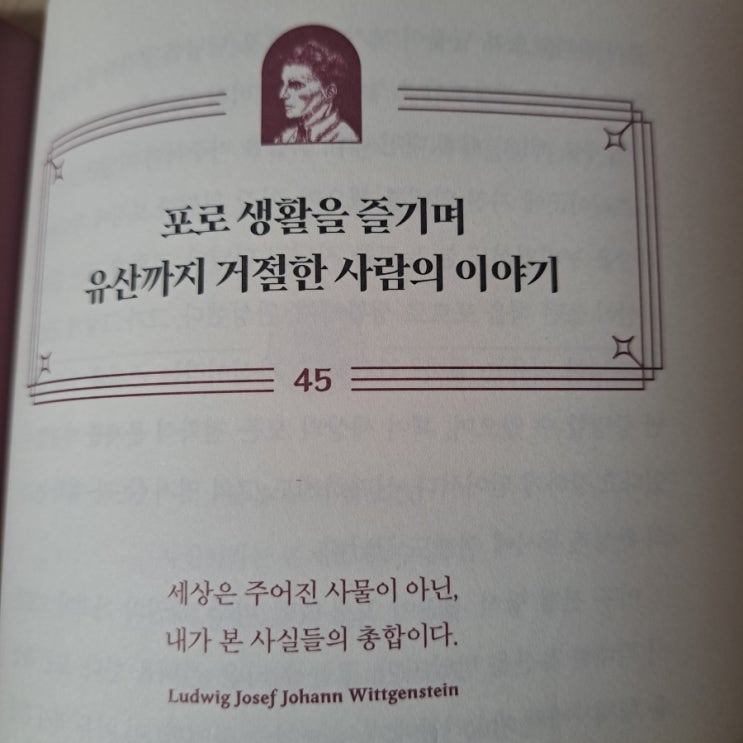 포로 생활을 즐기며
유산까지 거절한 사람의 이야기
45
세상은 주어진 사물이 아닌,
내가 본 사실들의 총합이다.
Ludwig Josef Johann Wittgenstein